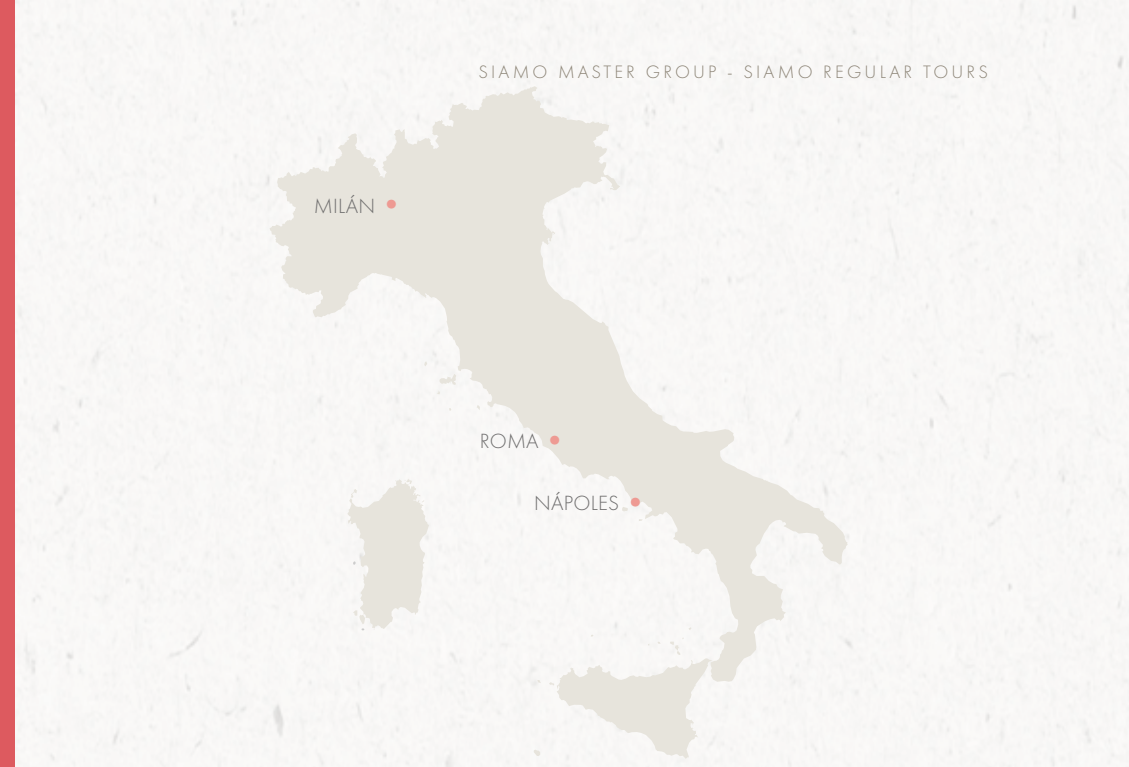 SIAMO MASTER GROUP - SIAMO REGULAR TOURS
MILÁN
ROMA
NÁPOLES